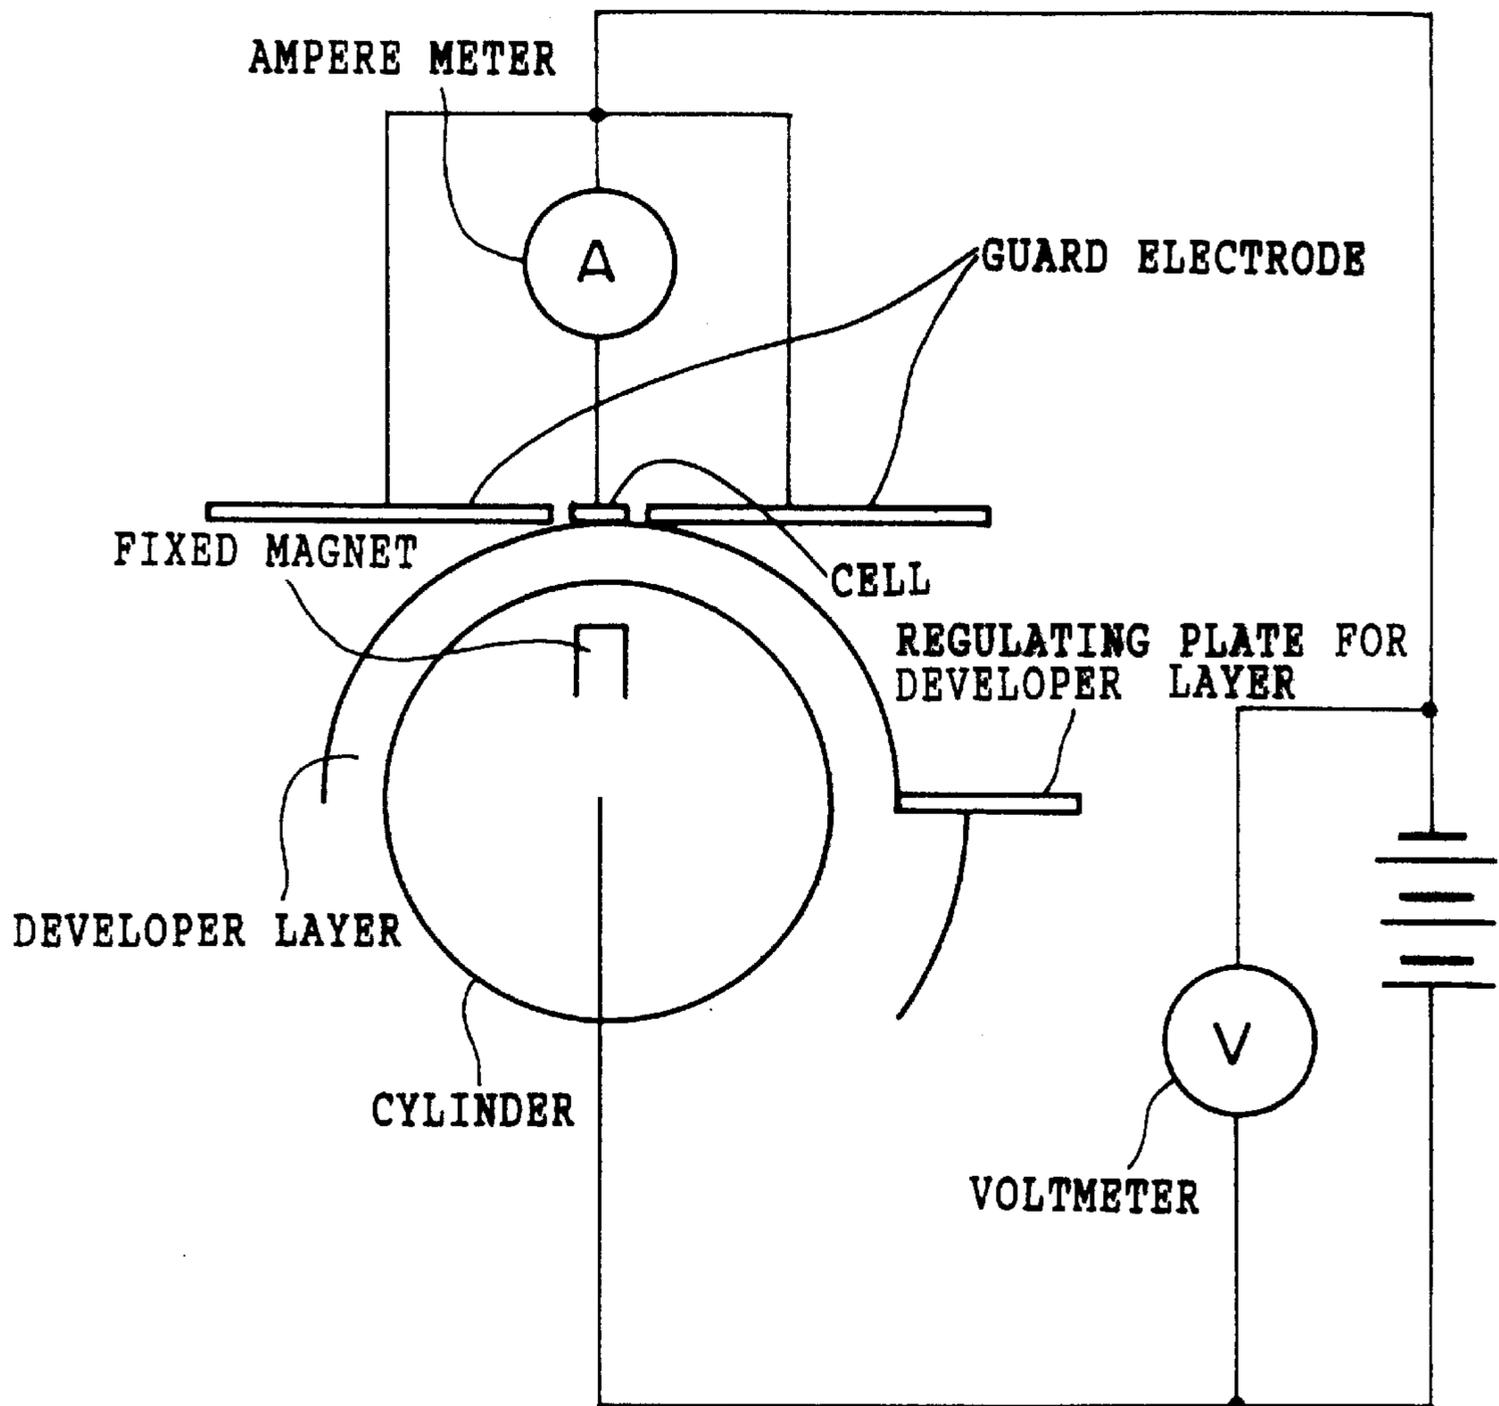 AMPERE METER
A
GUARD ELECTRODE
FIXED MAGNET
CELL
REGULATING PLATE FOR
DEVELOPER LAYER
DEVELOPER LAYER
V
CYLINDER
VOLTMETER